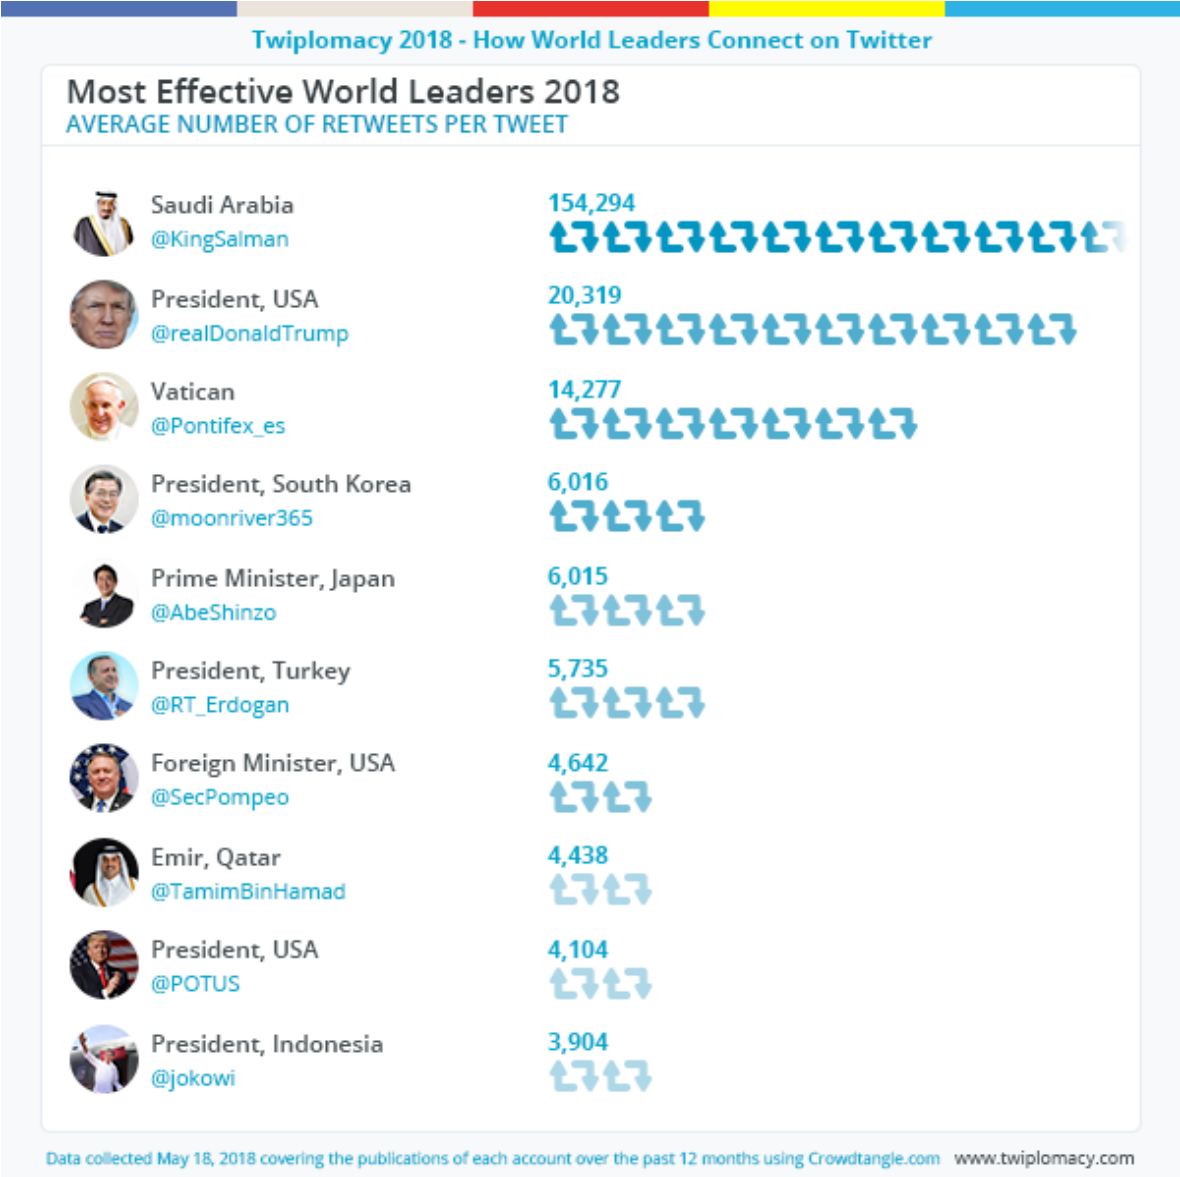 Twiplomacy 2018 - How World Leaders Connect on Twitter
Most Effective World Leaders 2018
AVERAGE NUMBER OF RETWEETS PER TWEET
Saudi Arabia
154,294
@KingSalman
President, USA
20,319
@realDonaldTrump
Vatican
14,277
@Pontifex_es
President, South Korea
6,016
@moonriver365
Prime Minister, Japan
6,015
@AbeShinzo
President, Turkey
5,735
@RT_Erdogan
Foreign Minister, USA
4,642
@SecPompeo
Emir, Qatar
4,438
@TamimBinHamad
President, USA
4,104
@POTUS
President, Indonesia
3,904
@jokowi
Data collected May 18, 2018 covering the publications of each account over the past 12 months using Crowdtangle.com www.twiplomacy.com